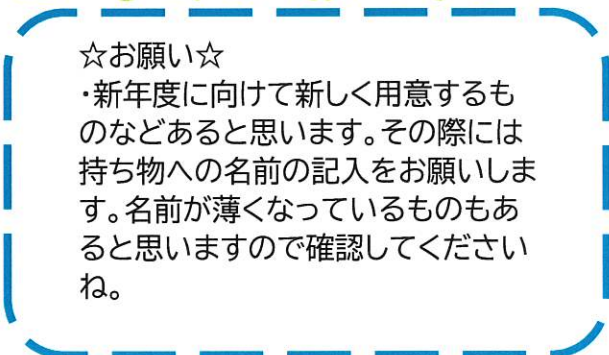 ☆お願い☆
・新年度に向けて新しく用意するも
のなどあると思います。その際には
持ち物への名前の記入をお願いしま
す。名前が薄くなっているものもあ
ると思いますので確認してください
ね。